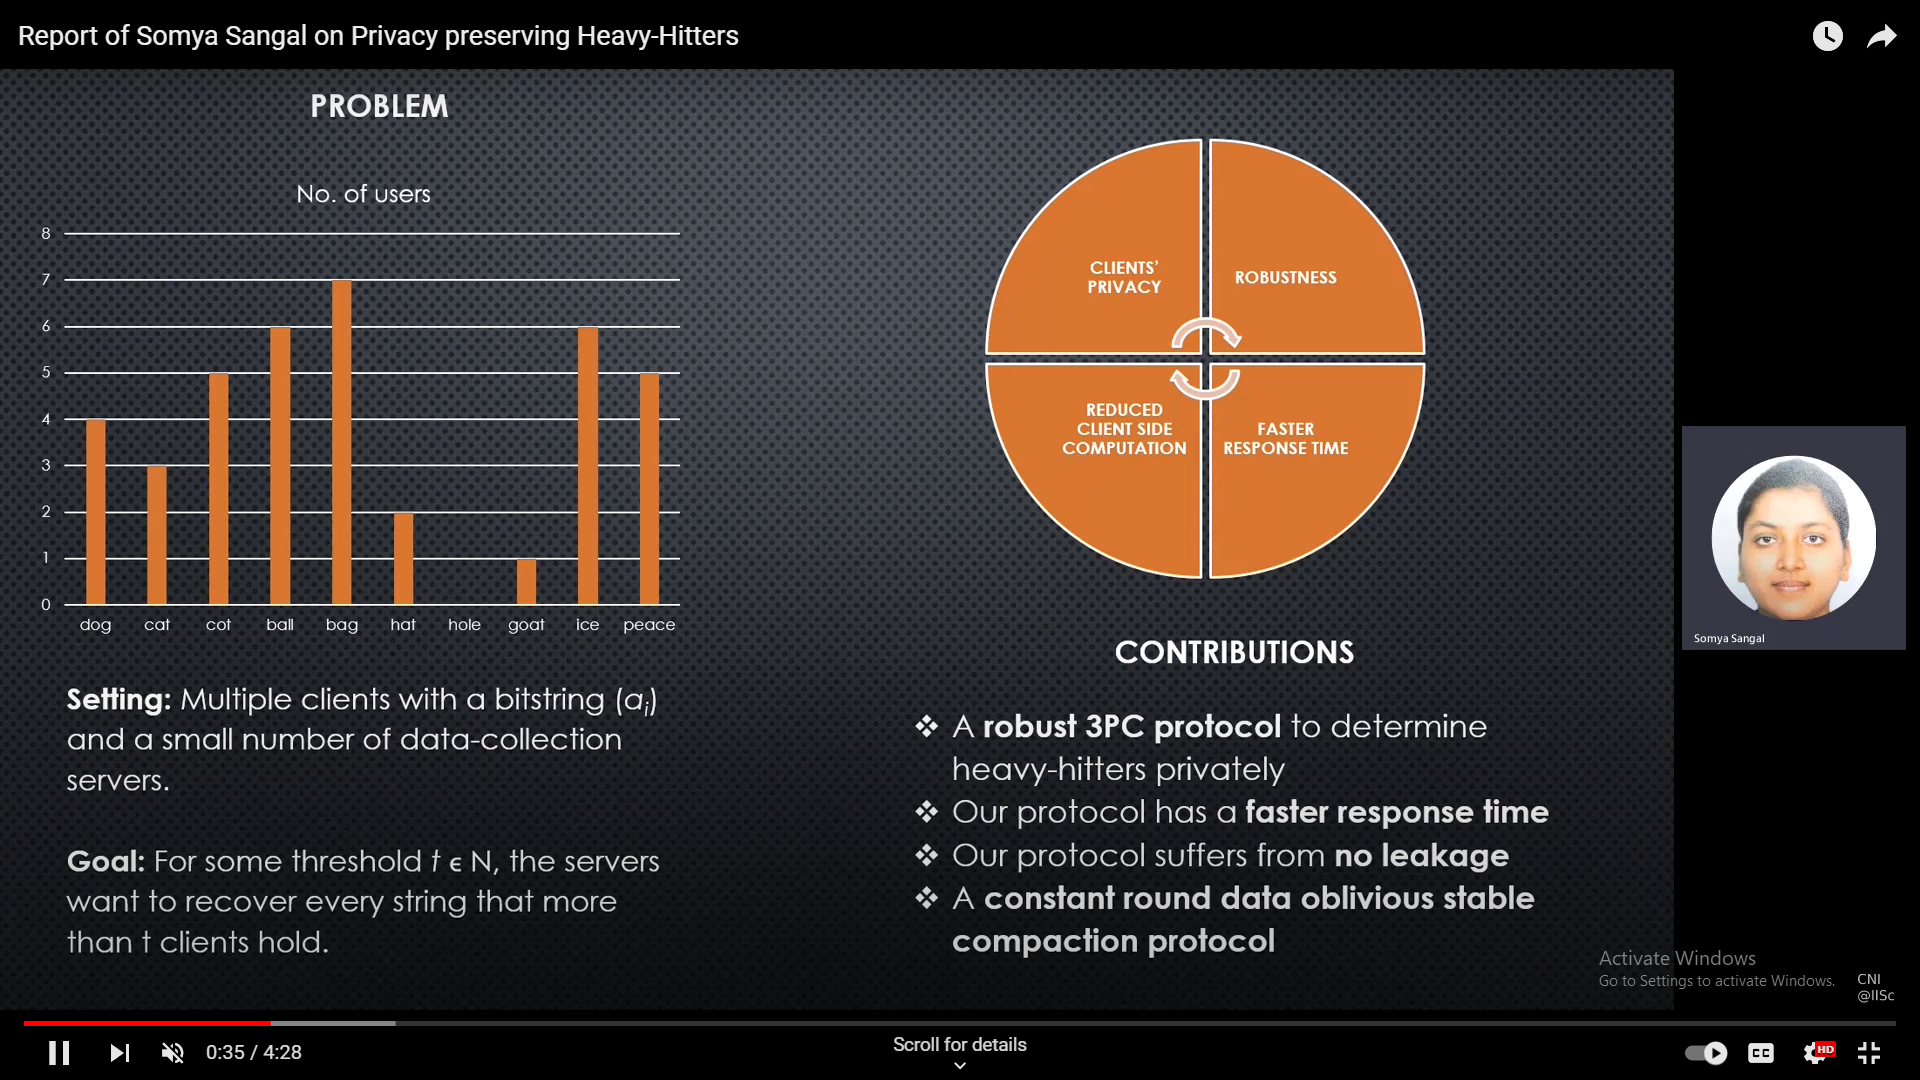 Report of Somya Sangal on Privacy preserving Heavy-Hitters
PROBLEM
No. of users
8
7
6
5
4
3
2
1
0
dog cat cot ball bag hat hole goat ice peace
Setting: Multiple clients with a bitstring (aᵢ)
and a small number of data-collection
servers.
Goal: For some threshold t ϵ N, the servers
want to recover every string that more
than t clients hold.
CLIENTS’
PRIVACY
ROBUSTNESS
REDUCED
CLIENT SIDE
COMPUTATION
FASTER
RESPONSE TIME
CONTRIBUTIONS
❖ A robust 3PC protocol to determine
heavy-hitters privately
❖ Our protocol has a faster response time
❖ Our protocol suffers from no leakage
❖ A constant round data oblivious stable
compaction protocol
Somya Sangal
Activate Windows
Go to Settings to activate Windows.
CNI
@IISc
0:35 / 4:28
Scroll for details
CC
HD